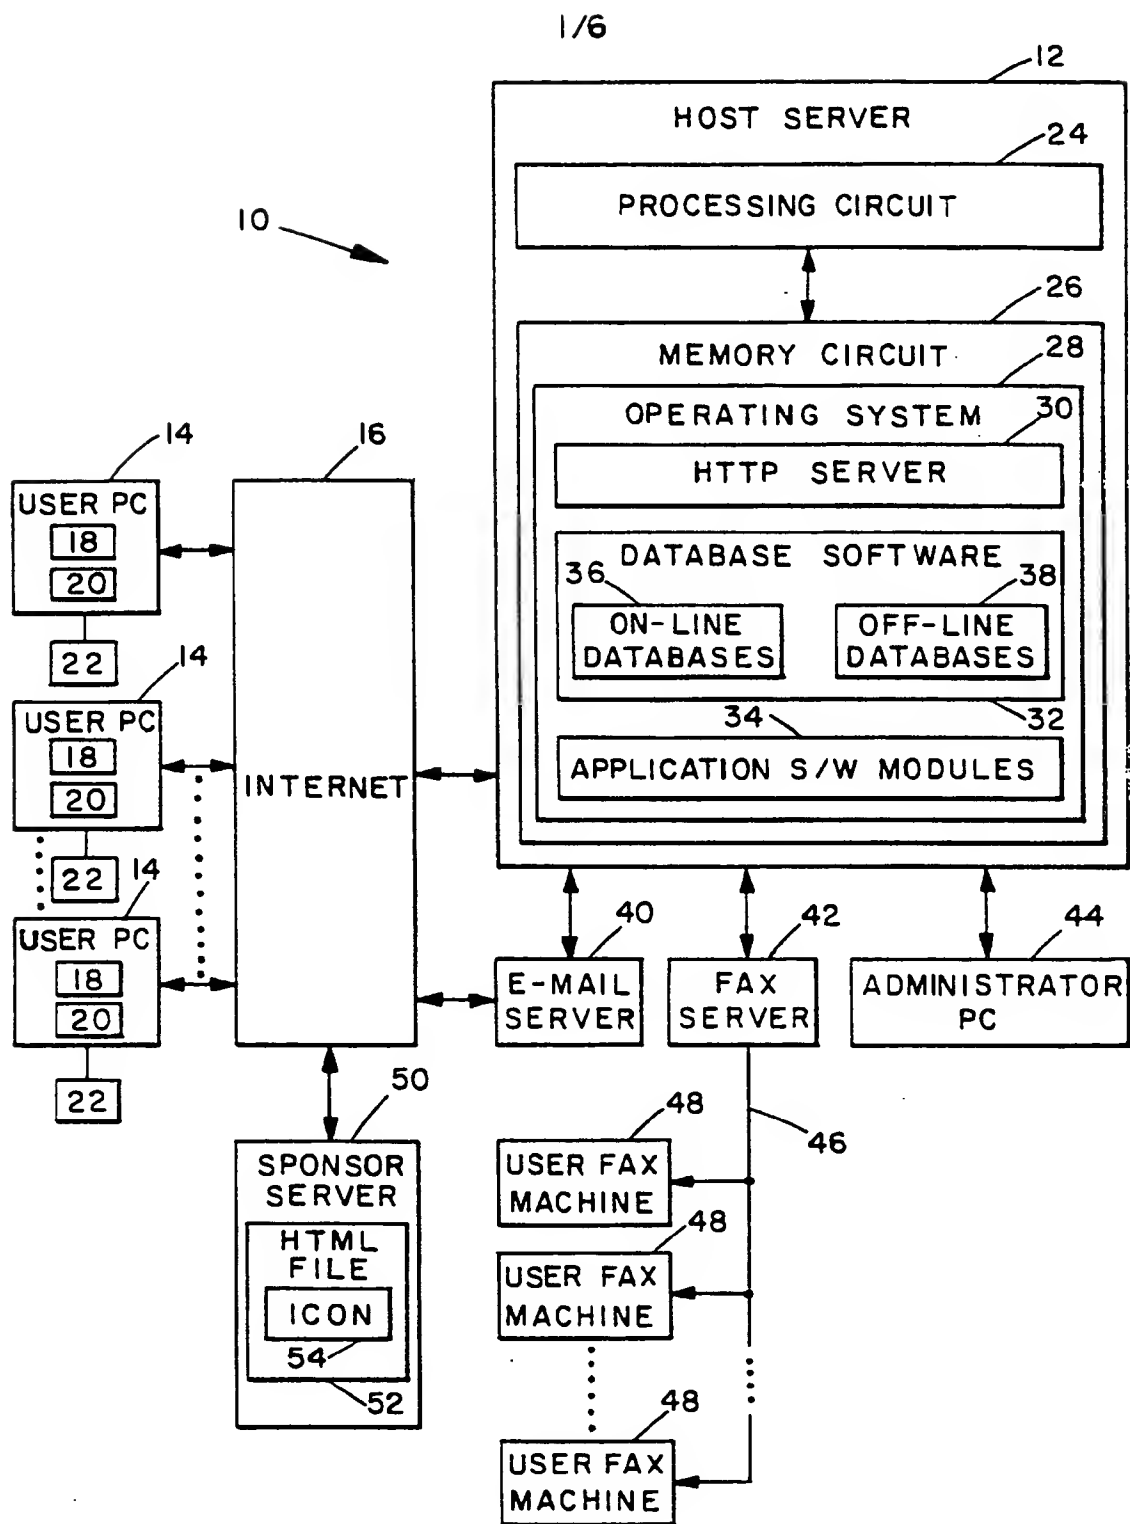 1/6
12
HOST SERVER
24
PROCESSING CIRCUIT
10
26
MEMORY CIRCUIT
28
OPERATING SYSTEM
30
HTTP SERVER
DATABASE SOFTWARE
36
38
ON-LINE
DATABASES
OFF-LINE
DATABASES
32
34
APPLICATION S/W MODULES
14
USER PC
18
20
22
14
USER PC
18
20
22
14
USER PC
18
20
22
16
INTERNET
40
E-MAIL
SERVER
42
FAX
SERVER
44
ADMINISTRATOR
PC
46
50
SPONSOR
SERVER
HTML
FILE
ICON
54
52
48
USER FAX
MACHINE
48
USER FAX
MACHINE
48
USER FAX
MACHINE